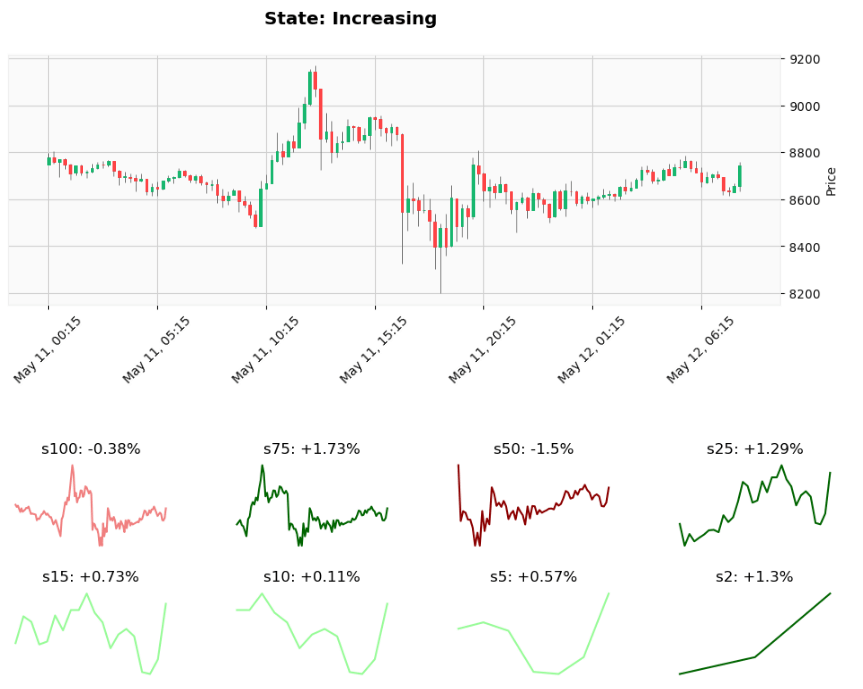 State: Increasing
9200
9000
8800
8600
8400
8200
Price
May 11, 00:15
May 11, 05:15
May 11, 10:15
May 11, 15:15
May 11, 20:15
May 12, 01:15
May 12, 06:15
s100: -0.38%
s75: +1.73%
s50: -1.5%
s25: +1.29%
s15: +0.73%
s10: +0.11%
s5: +0.57%
s2: +1.3%